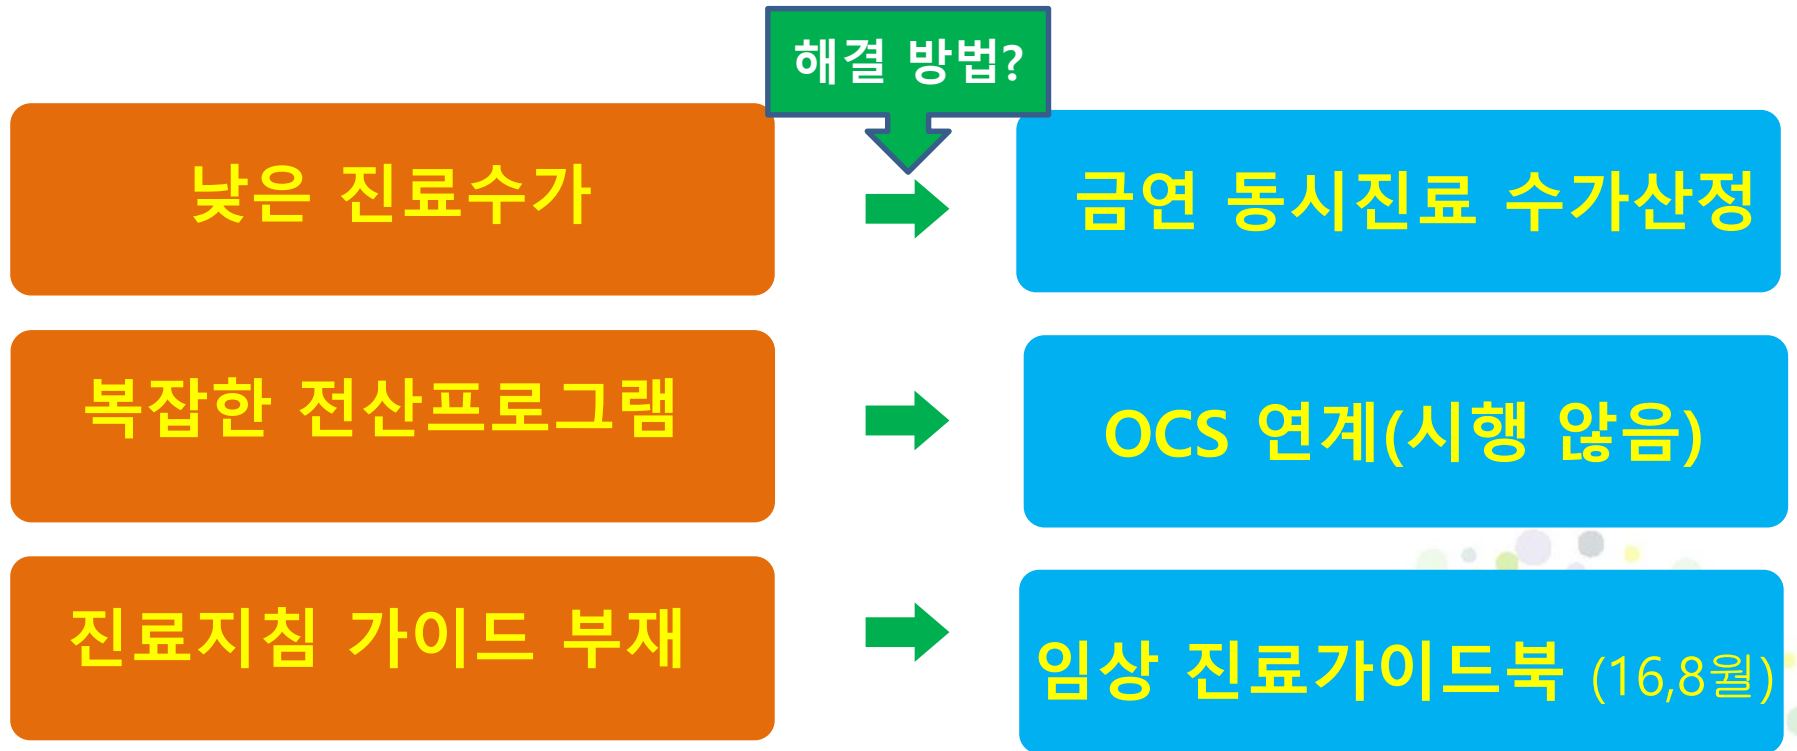 해결 방법?
낮은 진료수가
금연 동시진료 수가산정
복잡한 전산프로그램
OCS 연계(시행 않음)
진료지침 가이드 부재
임상 진료가이드북 (16,8월)